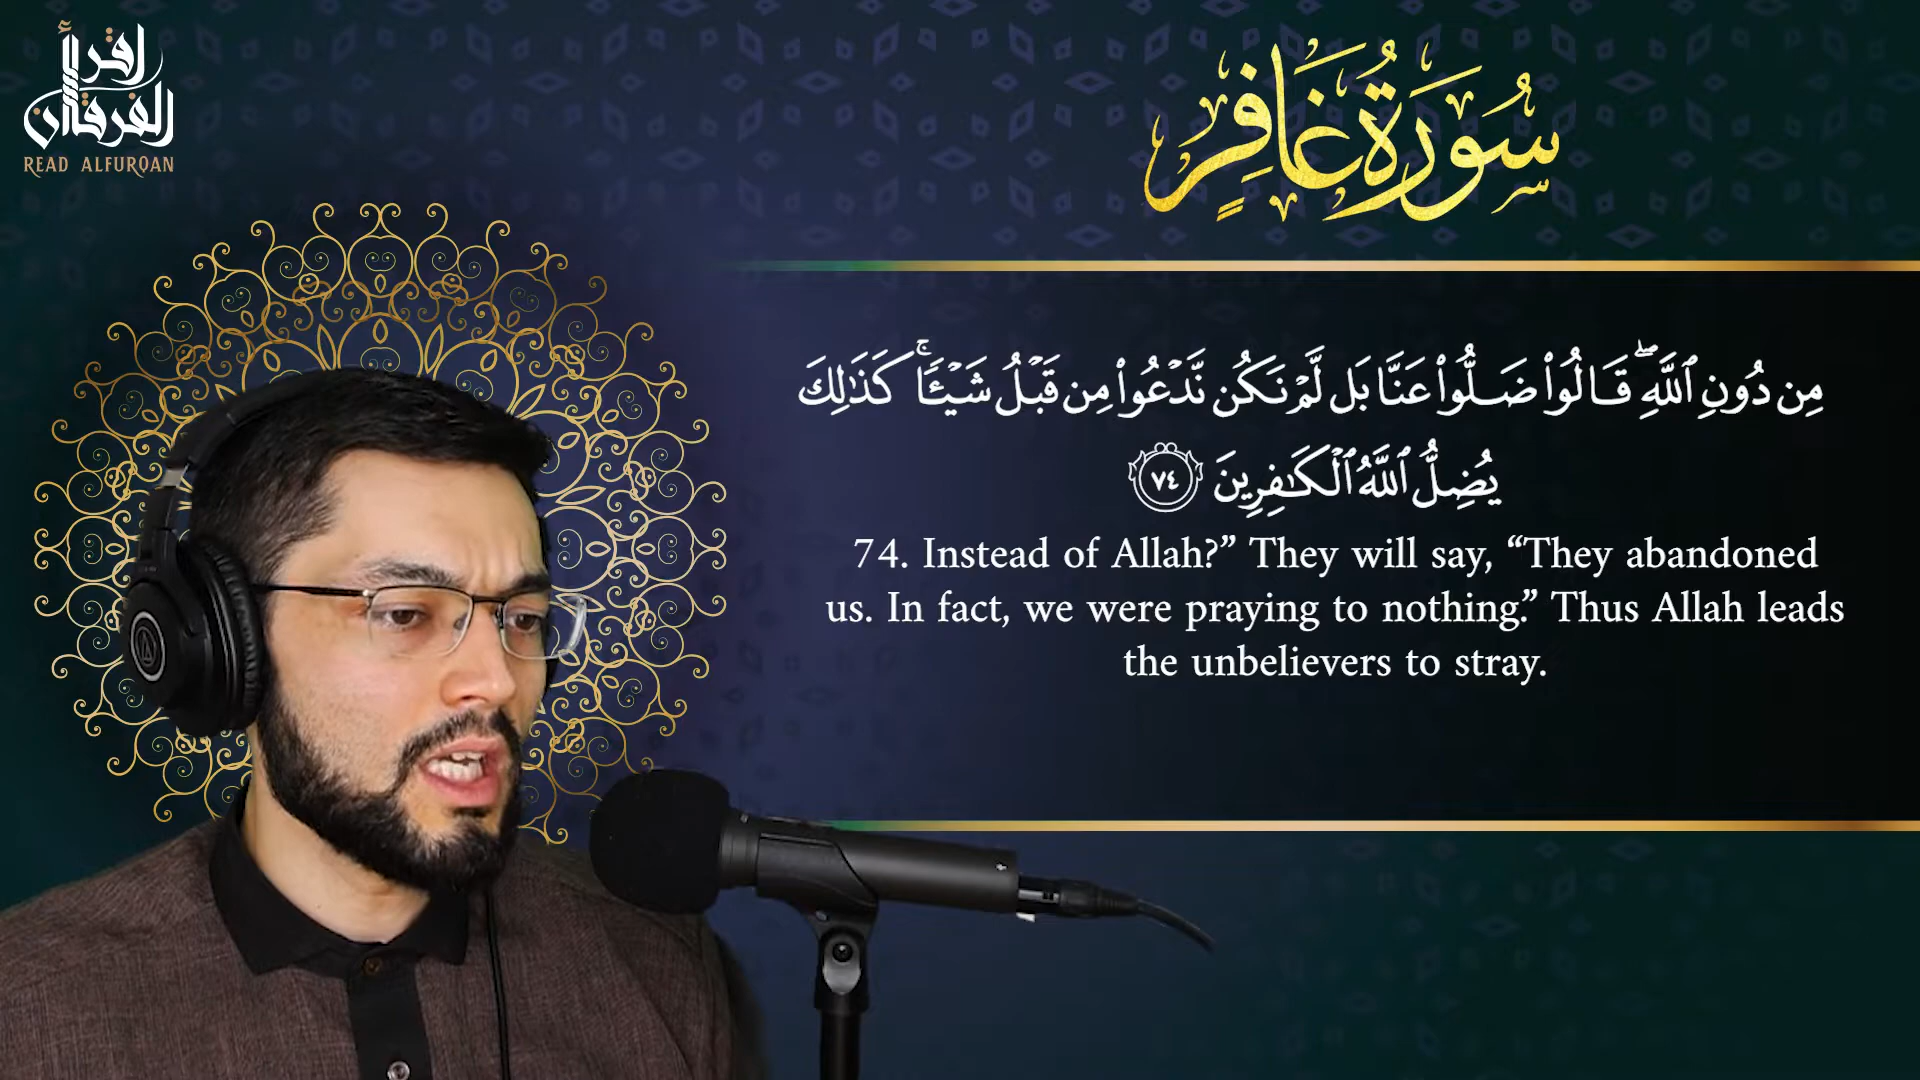 اقرأ
الفرقان
READ ALFURQAN
سُورَةُ غَافِرٍ
مِن دُونِ ٱللَّهِۖ قَالُوا۟ ضَلُّوا۟ عَنَّا بَل لَّمْ نَكُن نَّدْعُوا۟ مِن قَبْلُ شَيْـًٔاۚ كَذَٰلِكَ
يُضِلُّ ٱللَّهُ ٱلْكَـٰفِرِينَ ٧٤
74. Instead of Allah?” They will say, “They abandoned
us. In fact, we were praying to nothing.” Thus Allah leads
the unbelievers to stray.